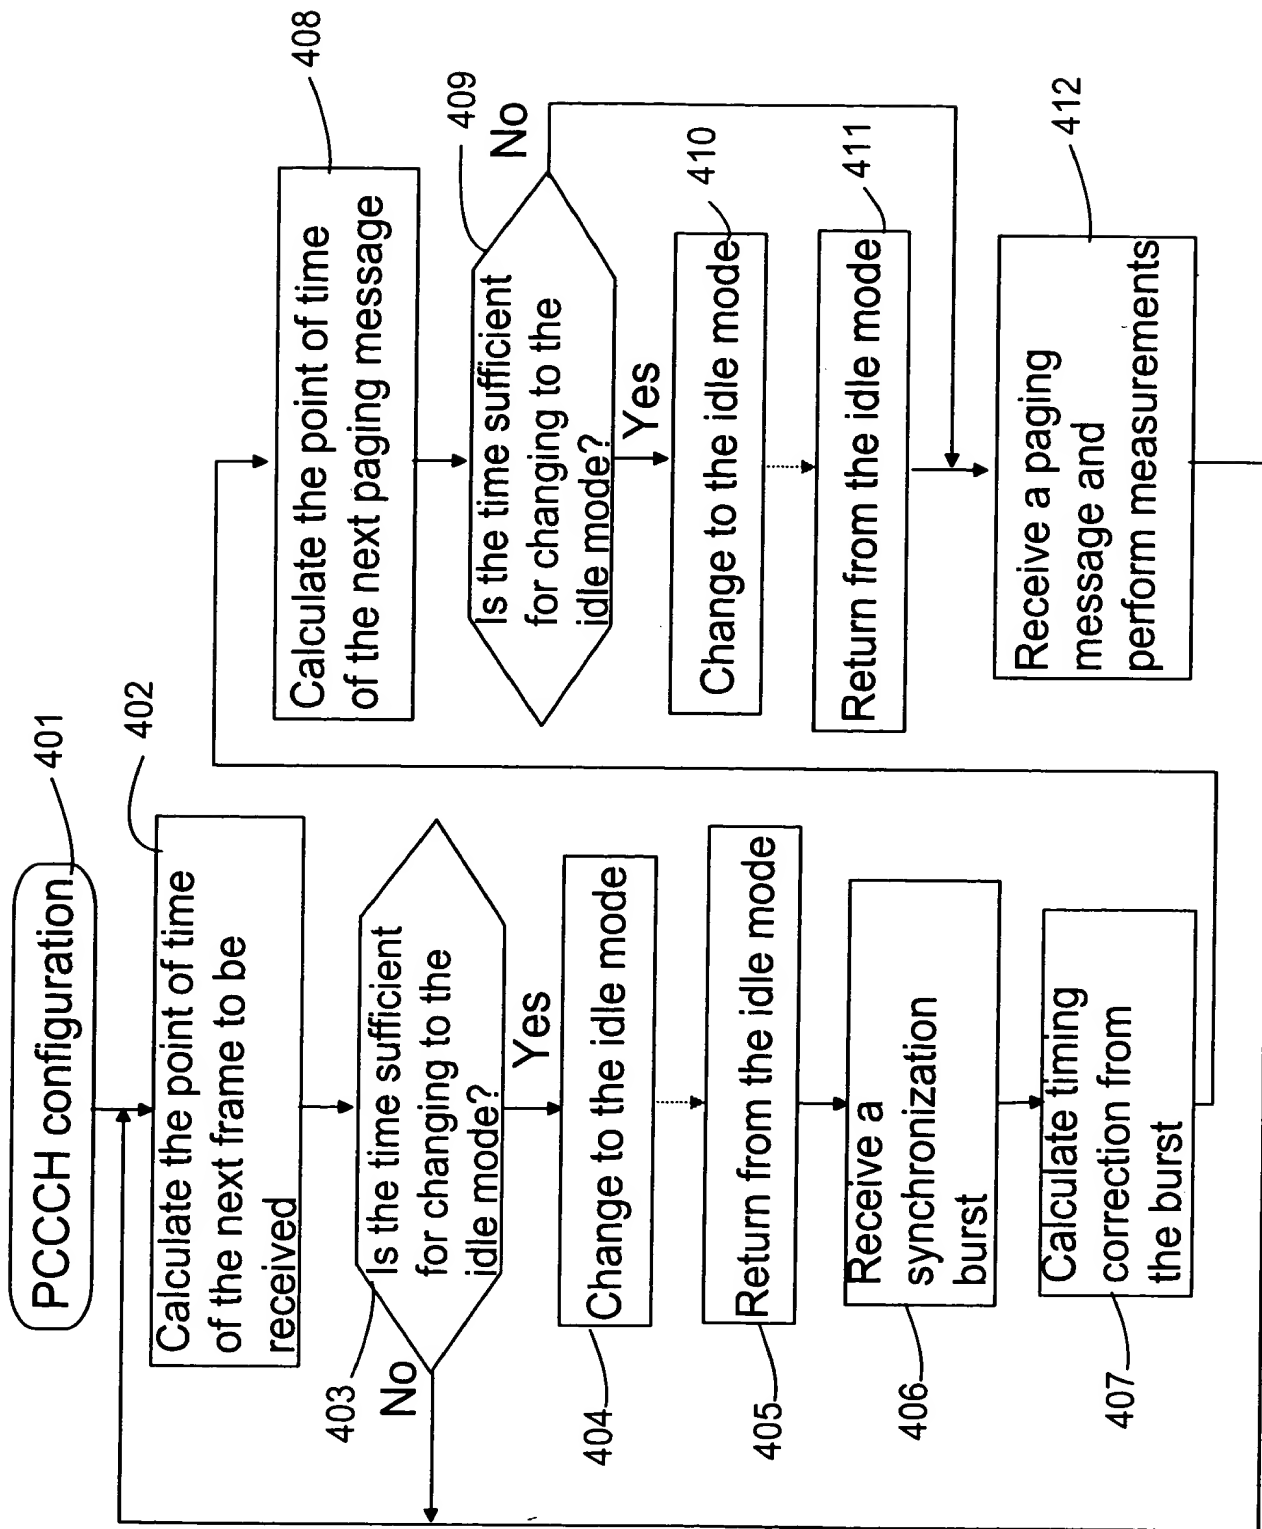 PCCCH configuration
401
402
Calculate the point of time
of the next frame to be
received
403
Is the time sufficient
for changing to the
idle mode?
No
Yes
404
Change to the idle mode
405
Return from the idle mode
406
Receive a
synchronization
burst
407
Calculate timing
correction from
the burst
408
Calculate the point of time
of the next paging message
409
Is the time sufficient
for changing to the
idle mode?
No
Yes
410
Change to the idle mode
411
Return from the idle mode
412
Receive a paging
message and
perform measurements